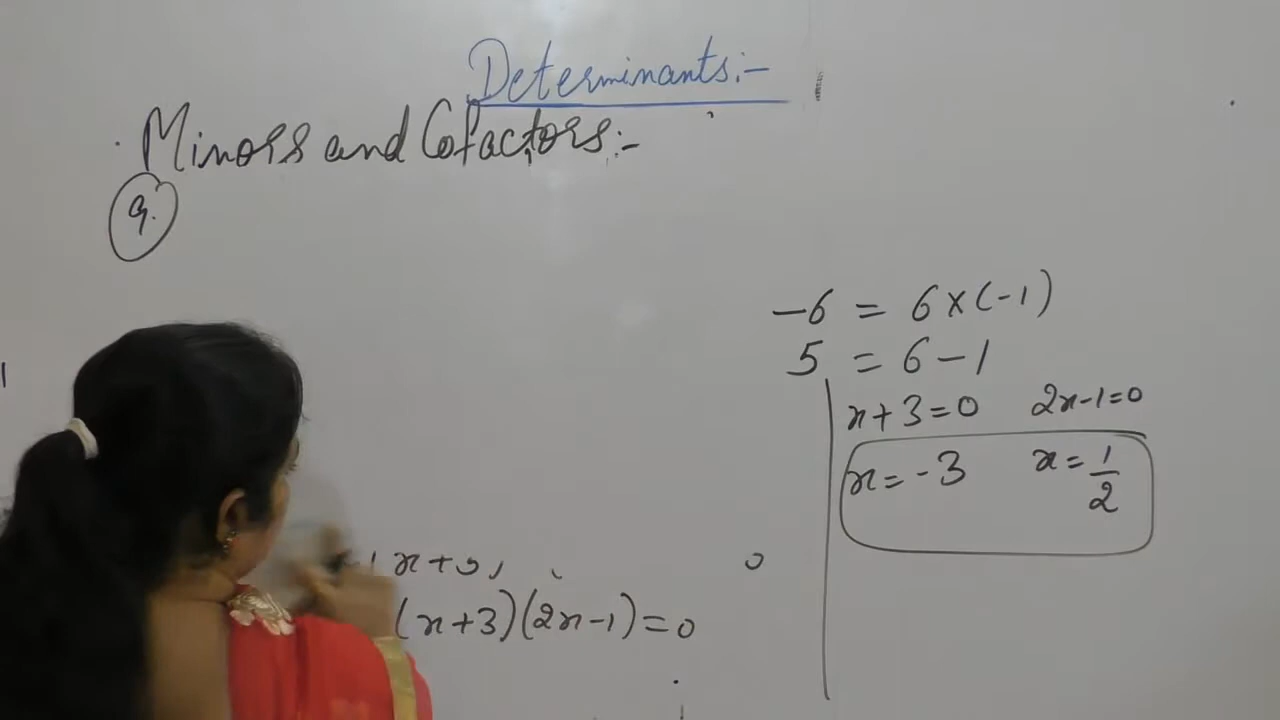 Determinants:-
Minors and Cofactors:-
Q.
-6 = 6×(-1)
5 = 6-1
x+3=0 2x-1=0
x=-3 x=1/2
(x+3)(2x-1)=0